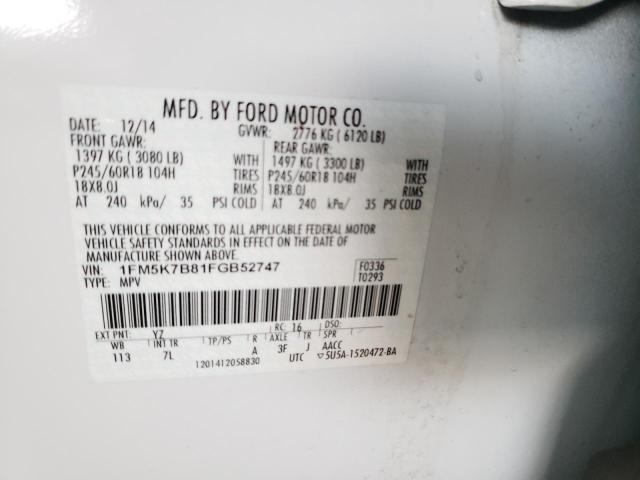 MFD. BY FORD MOTOR CO.
DATE: 12/14 GVWR: 2776 KG ( 6120 LB)
FRONT GAWR: REAR GAWR:
1397 KG ( 3080 LB) WITH 1497 KG ( 3300 LB) WITH
P245/60R18 104H TIRES P245/60R18 104H TIRES
18X8.0J RIMS 18X8.0J RIMS
AT 240 kPa/ 35 PSI COLD AT 240 kPa/ 35 PSI COLD
THIS VEHICLE CONFORMS TO ALL APPLICABLE FEDERAL MOTOR
VEHICLE SAFETY STANDARDS IN EFFECT ON THE DATE OF
MANUFACTURE SHOWN ABOVE.
VIN: 1FM5K7B81FGB52747 F0336
TYPE: MPV T0293
EXT PNT: YZ RC: 16 DSO:
WB INT TR TP/PS R AXLE TR SPR
113 7L A 3F J AACC
1201412058830 UTC ▽5U5A-1520472-BA